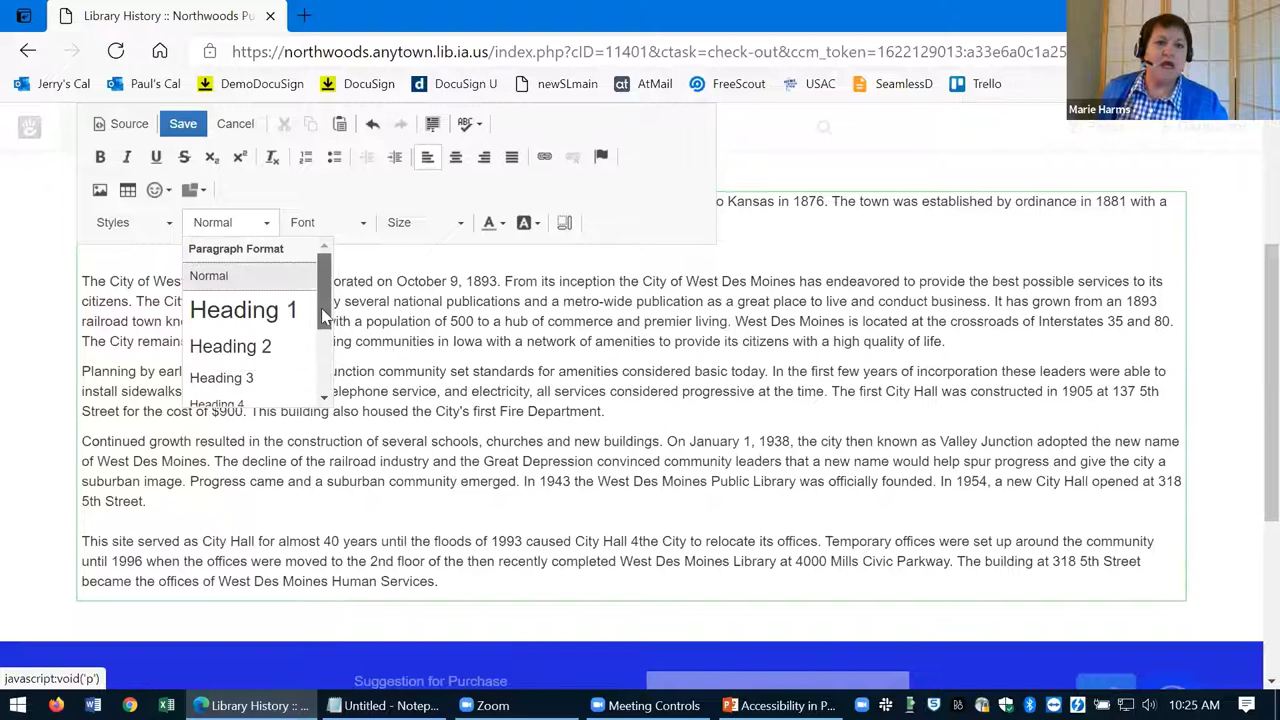 Library History :: Northwoods Pu
https://northwoods.anytown.lib.ia.us/index.php?cID=11401&ctask=check-out&ccm_token=1622129013:a33e6a0c1a25
Jerry's Cal Paul's Cal DemoDocuSign DocuSign DocuSign U newSLmain AtMail FreeScout USAC SeamlessD Trello
Marie Harms
Source Save Cancel
Styles Normal Font Size
o Kansas in 1876. The town was established by ordinance in 1881 with a
Paragraph Format
Normal
Heading 1
Heading 2
Heading 3
Heading 4
The City of Wes orated on October 9, 1893. From its inception the City of West Des Moines has endeavored to provide the best possible services to its
citizens. The Cit y several national publications and a metro-wide publication as a great place to live and conduct business. It has grown from an 1893
railroad town kn with a population of 500 to a hub of commerce and premier living. West Des Moines is located at the crossroads of Interstates 35 and 80.
The City remain ing communities in Iowa with a network of amenities to provide its citizens with a high quality of life.
Planning by earl unction community set standards for amenities considered basic today. In the first few years of incorporation these leaders were able to
install sidewalks elephone service, and electricity, all services considered progressive at the time. The first City Hall was constructed in 1905 at 137 5th
Street for the cost of $900. This building also housed the City's first Fire Department.
Continued growth resulted in the construction of several schools, churches and new buildings. On January 1, 1938, the city then known as Valley Junction adopted the new name
of West Des Moines. The decline of the railroad industry and the Great Depression convinced community leaders that a new name would help spur progress and give the city a
suburban image. Progress came and a suburban community emerged. In 1943 the West Des Moines Public Library was officially founded. In 1954, a new City Hall opened at 318
5th Street.
This site served as City Hall for almost 40 years until the floods of 1993 caused City Hall 4the City to relocate its offices. Temporary offices were set up around the community
until 1996 when the offices were moved to the 2nd floor of the then recently completed West Des Moines Library at 4000 Mills Civic Parkway. The building at 318 5th Street
became the offices of West Des Moines Human Services.
javascript:void('p')
Suggestion for Purchase
Library History :: ... Untitled - Notep... Zoom Meeting Controls Accessibility in P... 10:25 AM